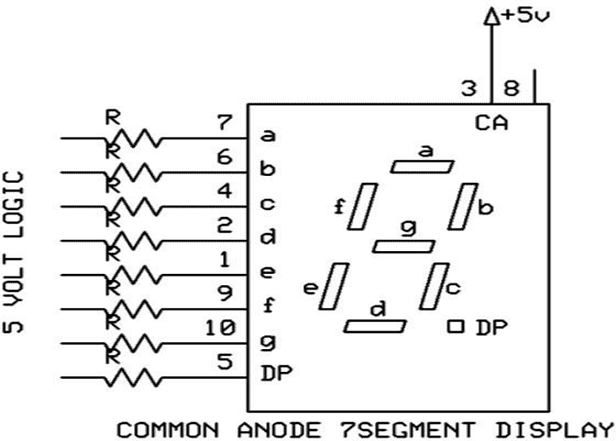 +5v
3 8
CA
R 7 a
R 6 b
R 4 c
R 2 d
R 1 e
R 9 f
R 10 g
R 5 DP
5 VOLT LOGIC
a
f b
g
e c
d
DP
COMMON ANODE 7SEGMENT DISPLAY